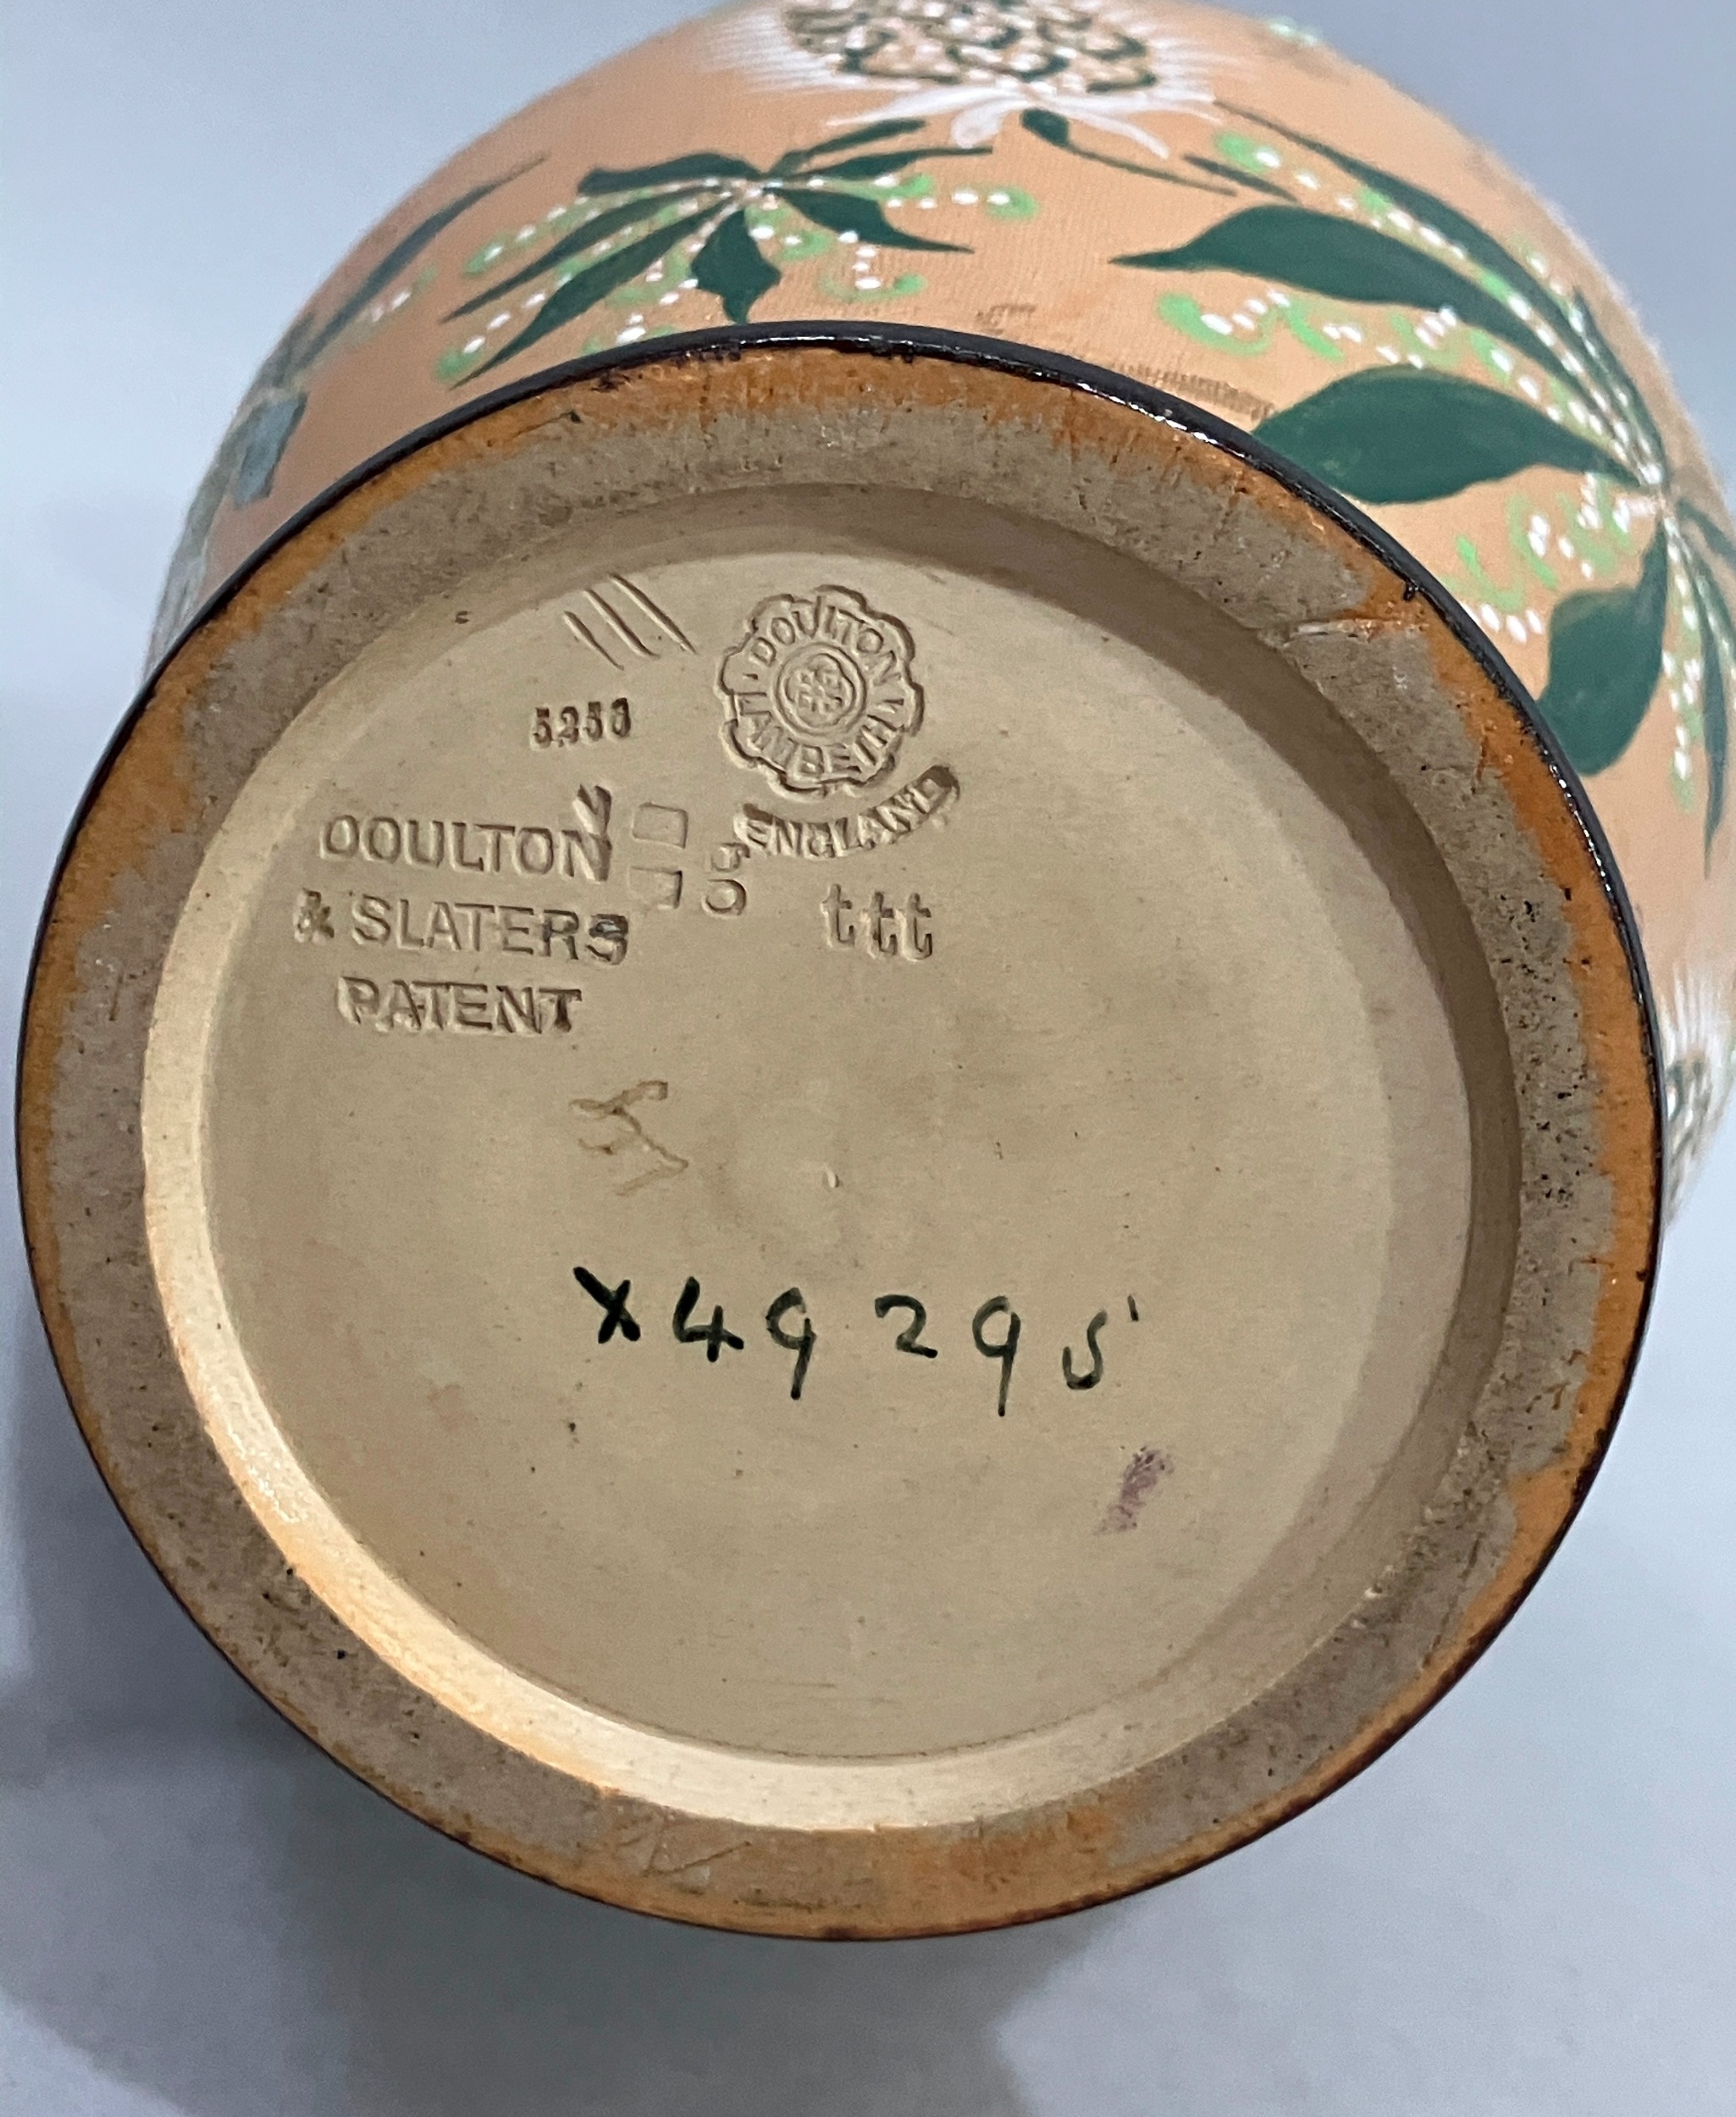 DOULTON
LAMBETH
ENGLAND
5256
DOULTON
& SLATERS
PATENT
ttt
X49295